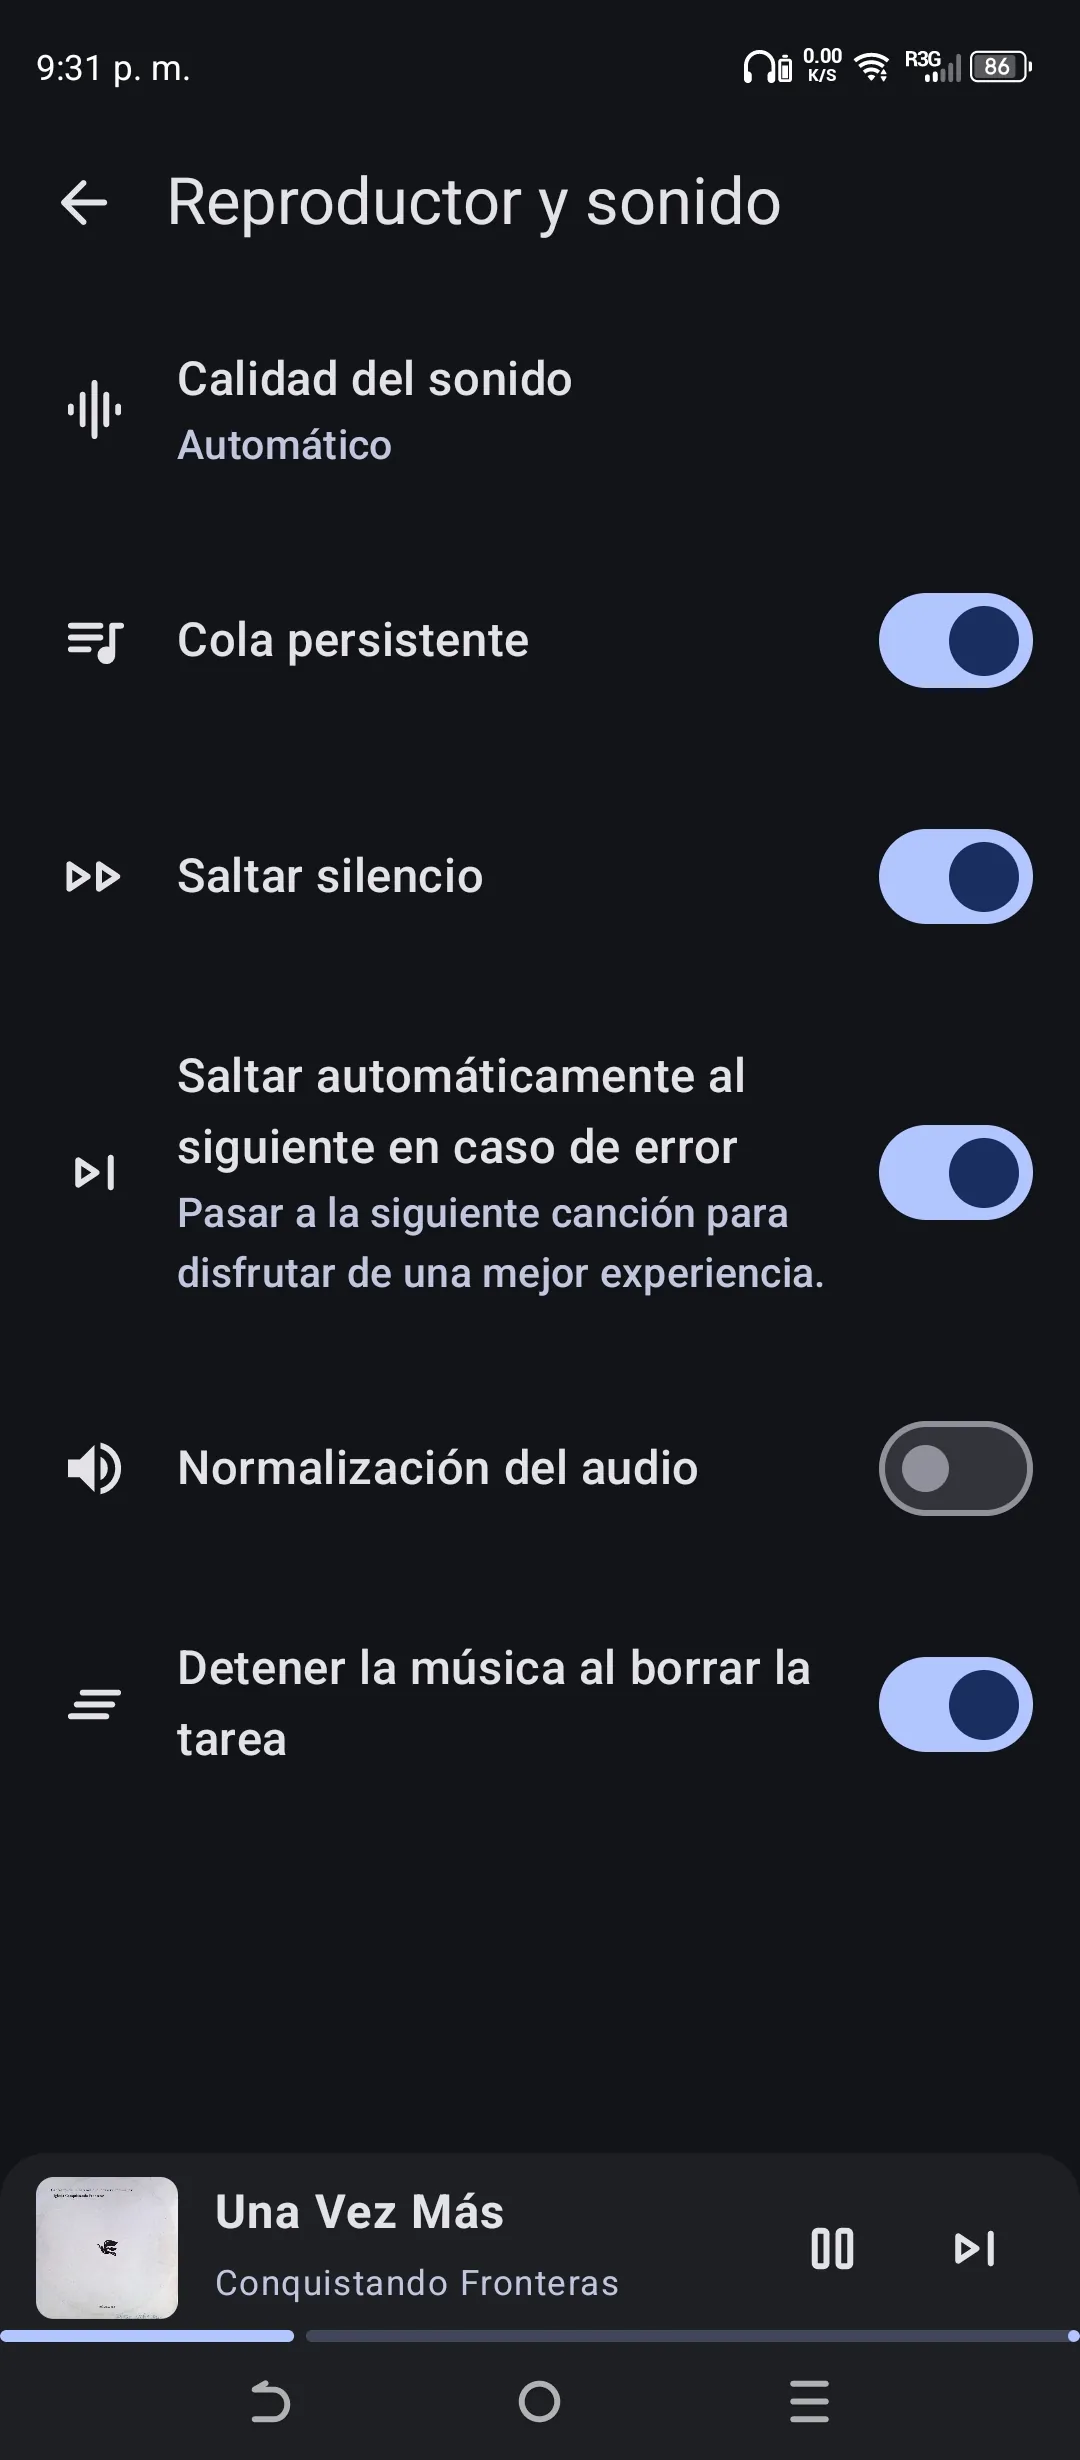 9:31 p. m.
0.00
K/S
R3G
86
Reproductor y sonido
Calidad del sonido
Automático
Cola persistente
Saltar silencio
Saltar automáticamente al
siguiente en caso de error
Pasar a la siguiente canción para
disfrutar de una mejor experiencia.
Normalización del audio
Detener la música al borrar la
tarea
Una Vez Más
Conquistando Fronteras